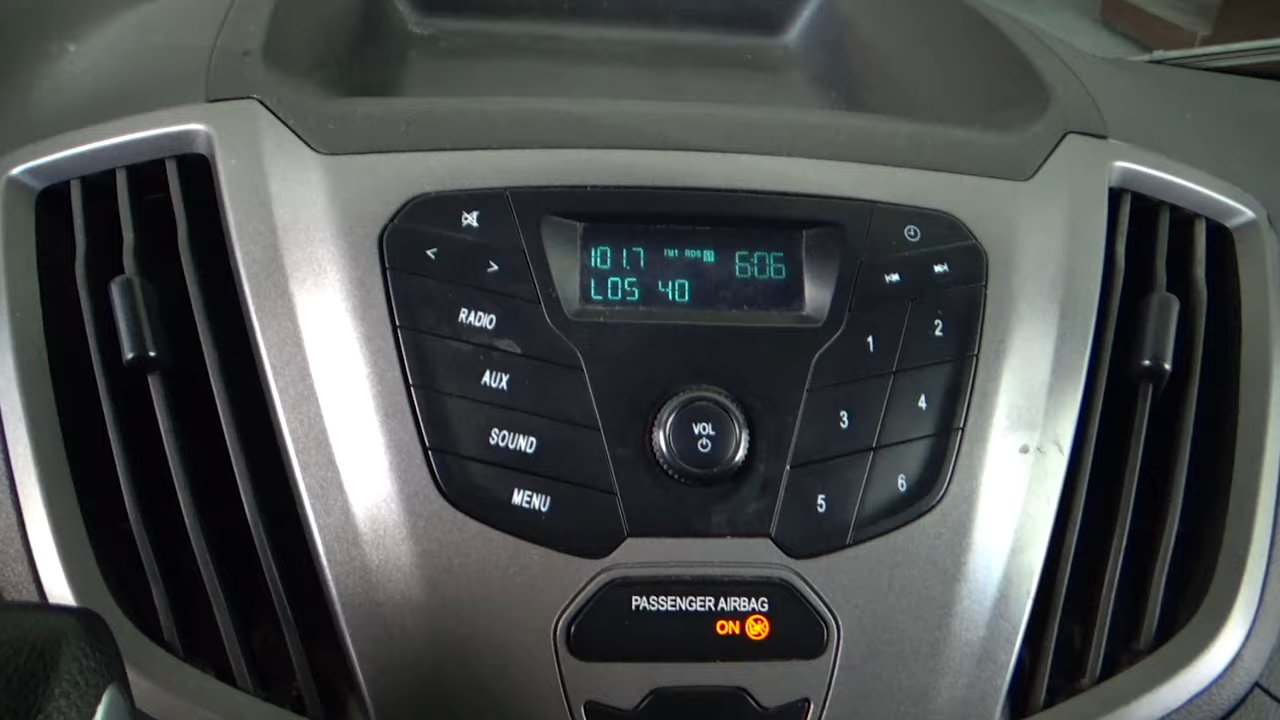 101.7 FM1 RDS 6:06
LOS 40
RADIO
AUX
SOUND
MENU
VOL
1
2
3
4
5
6
PASSENGER AIRBAG
ON